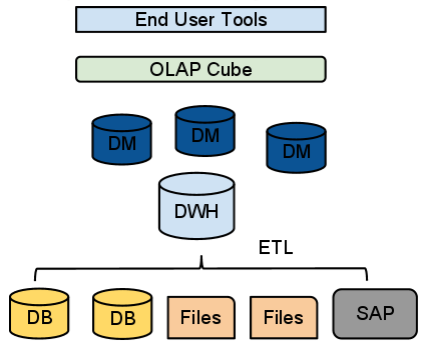 End User Tools
OLAP Cube
DM
DM
DM
DWH
ETL
DB
DB
Files
Files
SAP